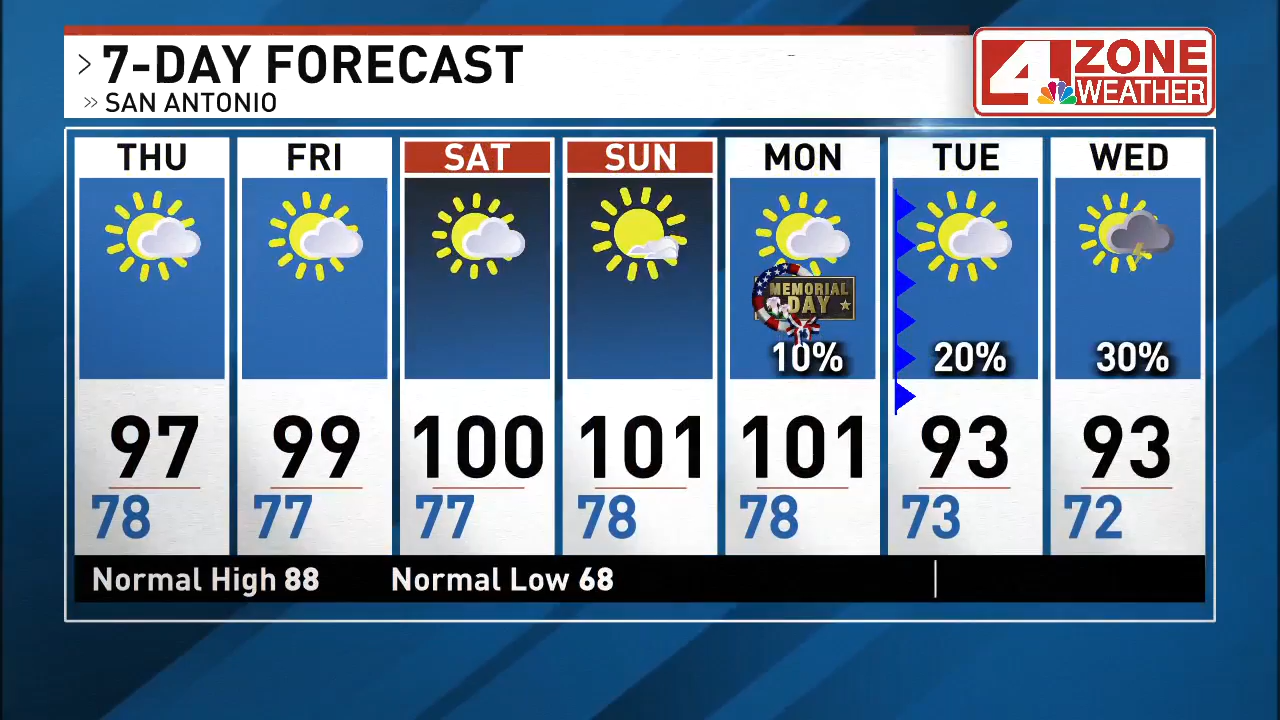 > 7-DAY FORECAST
>> SAN ANTONIO
4 ZONE
WEATHER
THU FRI SAT SUN MON TUE WED
MEMORIAL
DAY
10% 20% 30%
97 99 100 101 101 93 93
78 77 77 78 78 73 72
Normal High 88 Normal Low 68